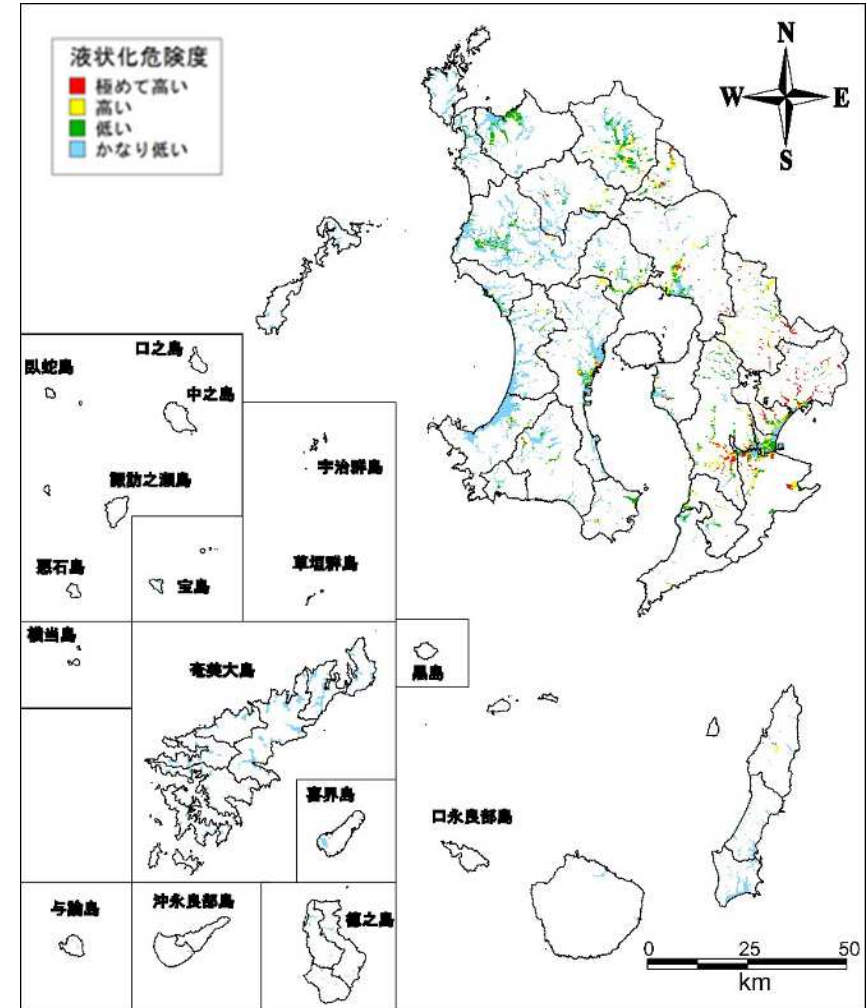 液状化危険度
極めて高い
高い
低い
かなり低い
N
W
E
S
臥蛇島
口之島
中之島
諏訪之瀬島
悪石島
宝島
宇治群島
草垣群島
横当島
奄美大島
黒島
喜界島
口永良部島
与論島
沖永良部島
徳之島
0 25 50
km